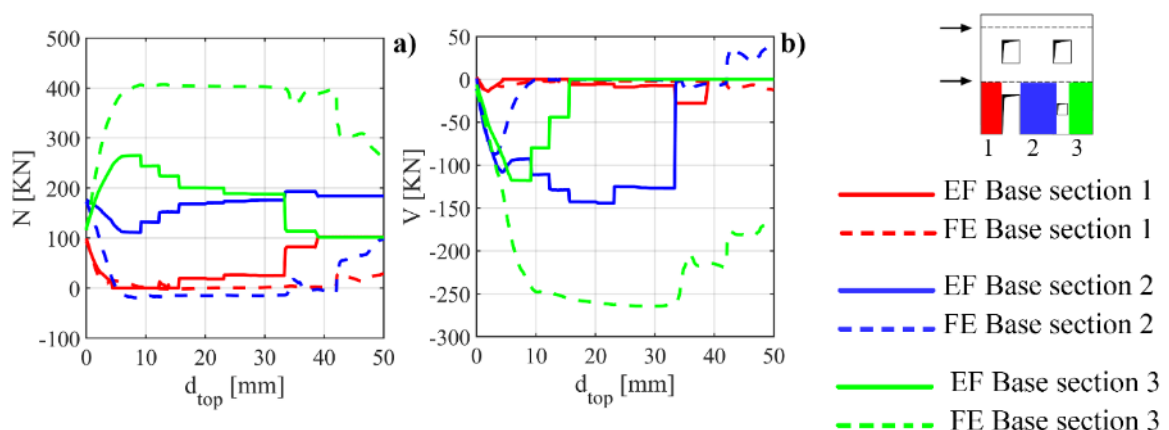 a)
N [KN]
500
400
300
200
100
0
-100
0 10 20 30 40 50
d_top [mm]
b)
V [KN]
50
0
-50
-100
-150
-200
-250
-300
0 10 20 30 40 50
d_top [mm]
1 2 3
EF Base section 1
FE Base section 1
EF Base section 2
FE Base section 2
EF Base section 3
FE Base section 3